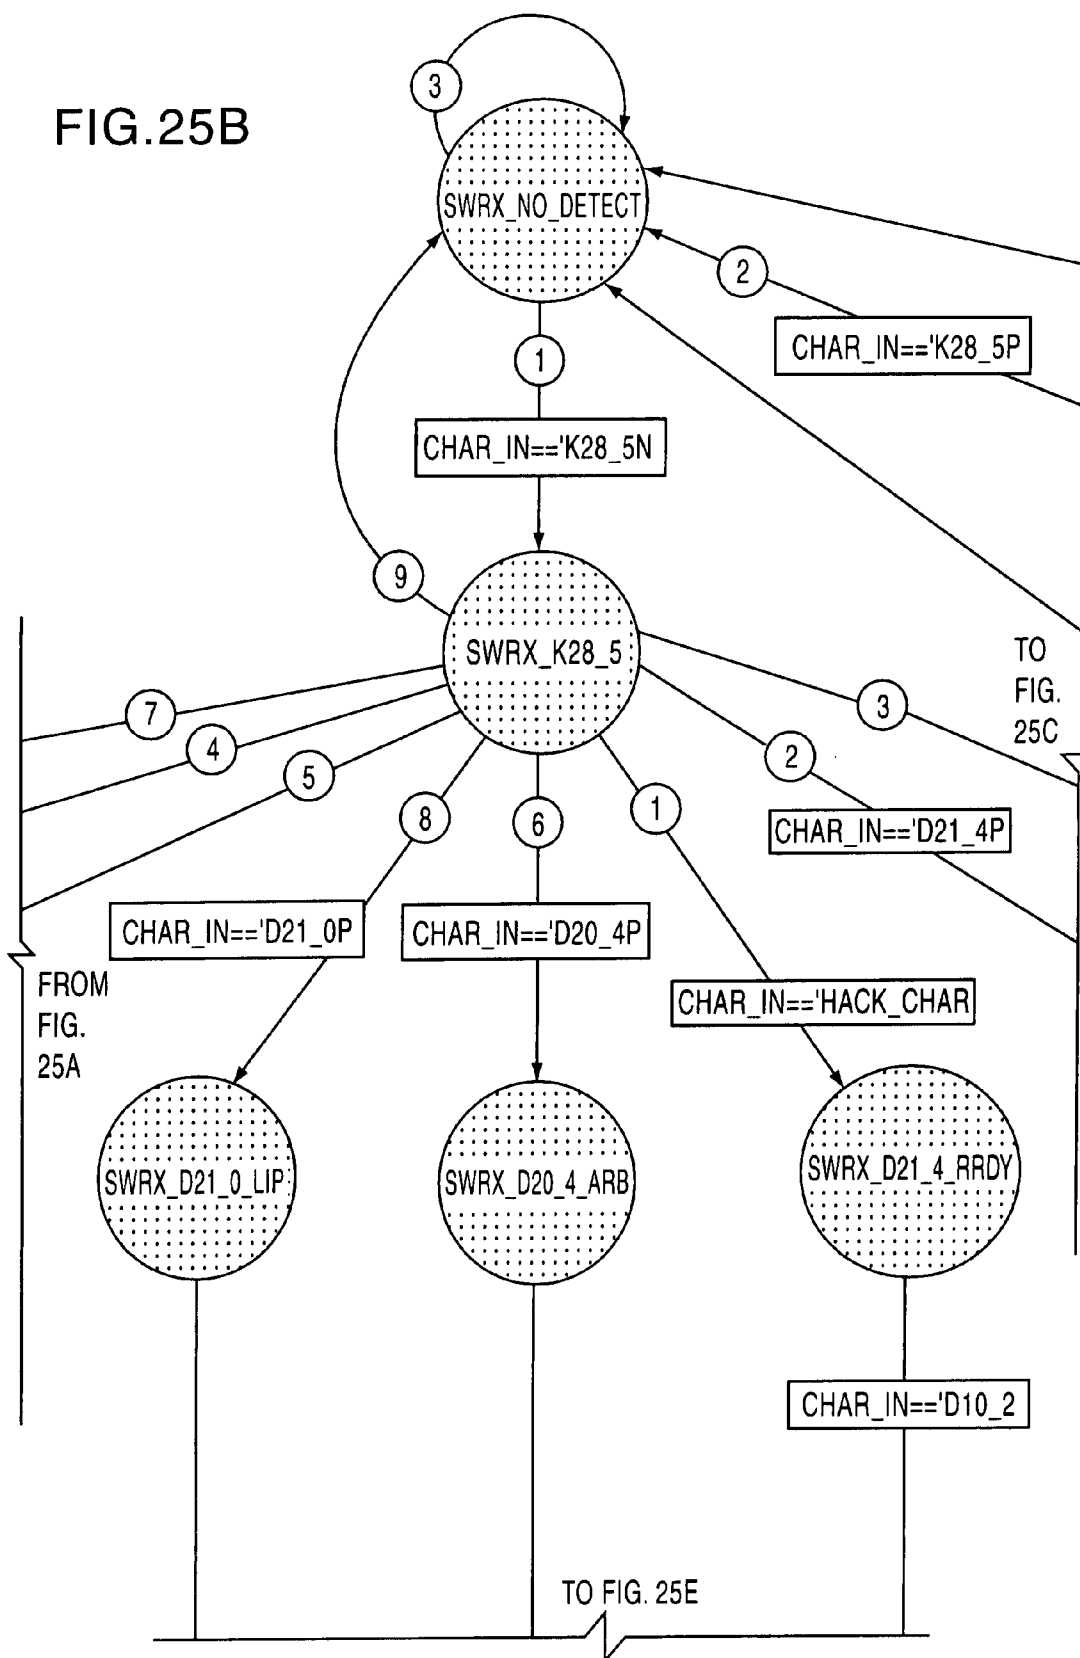 3
FIG.25B
SWRX_NO_DETECT
2
CHAR_IN=='K28_5P
1
CHAR_IN=='K28_5N
9
SWRX_K28_5
TO
FIG.
25C
7
4
5
8
6
1
2
3
CHAR_IN=='D21_4P
CHAR_IN=='D21_0P
CHAR_IN=='D20_4P
CHAR_IN=='HACK_CHAR
FROM
FIG.
25A
SWRX_D21_0_LIP
SWRX_D20_4_ARB
SWRX_D21_4_RRDY
CHAR_IN=='D10_2
TO FIG. 25E